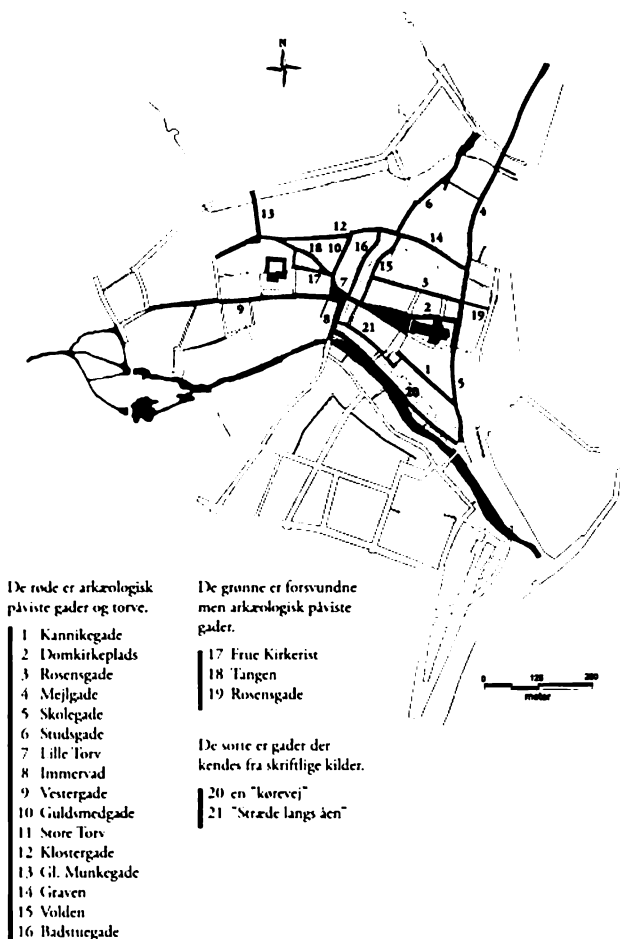 N
13
12
6
4
14
18
10
16
15
17
7
3
9
2
19
8
21
1
5
20
De røde er arkæologisk
påviste gader og torve.
1 Kannikegade
2 Domkirkeplads
3 Rosensgade
4 Mejlgade
5 Skolegade
6 Studsgade
7 Lille Torv
8 Immervad
9 Vestergade
10 Guldsmedgade
11 Store Torv
12 Klostergade
13 Gl. Munkegade
14 Graven
15 Volden
16 Badstuegade
De grønne er forsvundne
men arkæologisk påviste
gader.
17 Frue Kirkerist
18 Tangen
19 Rosensgade
De sorte er gader der
kendes fra skriftlige kilder.
20 en "kørevej"
21 "Stræde langs åen"
0 125 250
meter